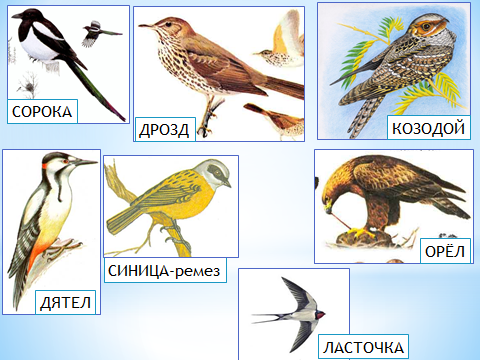 СОРОКА
ДРОЗД
КОЗОДОЙ
ДЯТЕЛ
СИНИЦА-ремез
ОРЁЛ
ЛАСТОЧКА